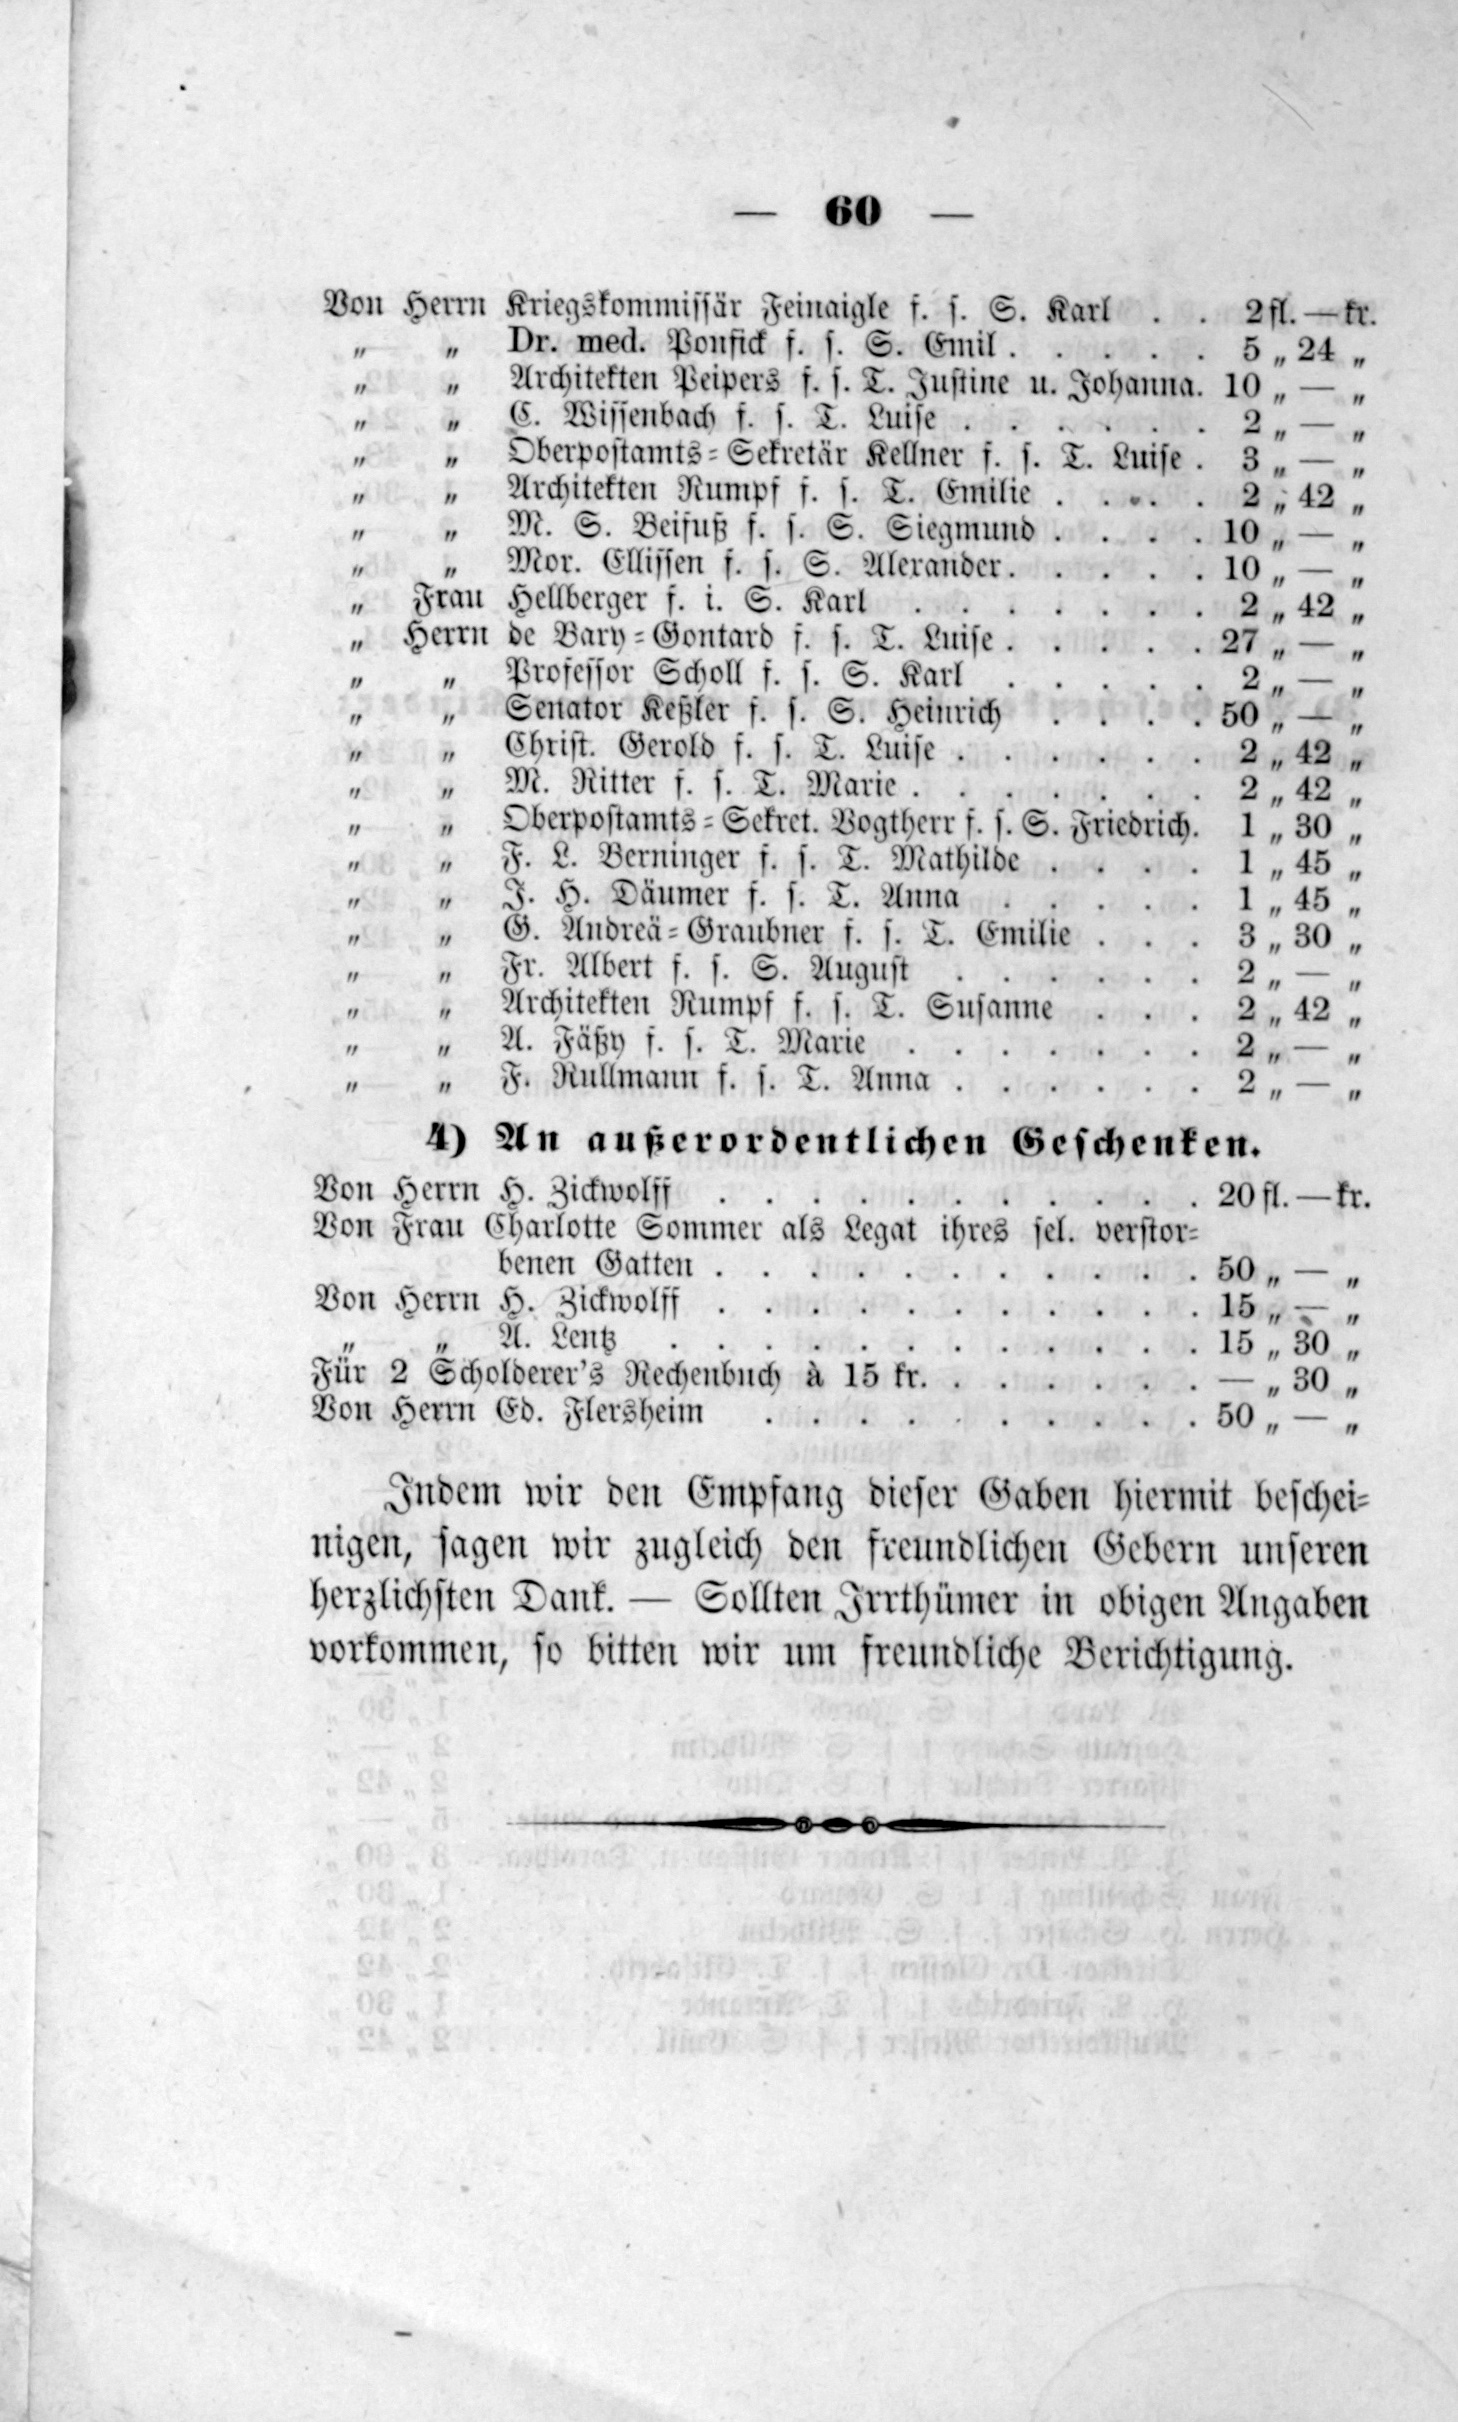 — 60 —
Von Herrn Kriegskommissär Feinaigle f. s. S. Karl . . 2 fl. — kr.
„ „ Dr. med. Ponfick f. s. S. Emil . . . . . 5 „ 24 „
„ „ Architekten Peipers f. s. T. Justine u. Johanna. 10 „ — „
„ „ C. Wissenbach f. s. T. Luise . . . . . . 2 „ — „
„ „ Oberpostamts-Sekretär Kellner f. s. T. Luise . 3 „ — „
„ „ Architekten Rumpf f. s. T. Emilie . . . . 2 „ 42 „
„ „ M. S. Beifuß f. s. S. Siegmund . . . . 10 „ — „
„ „ Mor. Ellissen f. s. S. Alexander . . . . . 10 „ — „
„ Frau Hellberger f. i. S. Karl . . . . . . . 2 „ 42 „
„ Herrn de Bary-Gontard f. s. T. Luise . . . . . 27 „ — „
„ „ Professor Scholl f. s. S. Karl . . . . . 2 „ — „
„ „ Senator Keßler f. s. S. Heinrich . . . . 50 „ — „
„ „ Christ. Gerold f. s. T. Luise . . . . . . 2 „ 42 „
„ „ M. Ritter f. s. T. Marie . . . . . . . 2 „ 42 „
„ „ Oberpostamts-Sekret. Vogtherr f. s. S. Friedrich. 1 „ 30 „
„ „ F. L. Berninger f. s. T. Mathilde . . . . 1 „ 45 „
„ „ J. H. Däumer f. s. T. Anna . . . . . 1 „ 45 „
„ „ G. Andreä-Graubner f. s. T. Emilie . . . 3 „ 30 „
„ „ Fr. Albert f. s. S. August . . . . . . 2 „ — „
„ „ Architekten Rumpf f. s. T. Susanne . . . 2 „ 42 „
„ „ A. Fäßy f. s. T. Marie . . . . . . . 2 „ — „
„ „ F. Rullmann f. s. T. Anna . . . . . . 2 „ — „
4) An außerordentlichen Geschenken.
Von Herrn H. Zickwolff . . . . . . . . . . . 20 fl. — kr.
Von Frau Charlotte Sommer als Legat ihres sel. verstor-
benen Gatten . . . . . . . . . . . 50 „ — „
Von Herrn H. Zickwolff . . . . . . . . . . . 15 „ — „
„ „ A. Lentz . . . . . . . . . . . . 15 „ 30 „
Für 2 Scholderer's Rechenbuch à 15 kr. . . . . . . — „ 30 „
Von Herrn Ed. Flersheim . . . . . . . . . . 50 „ — „
Indem wir den Empfang dieser Gaben hiermit beschei-
nigen, sagen wir zugleich den freundlichen Gebern unseren
herzlichsten Dank. — Sollten Irrthümer in obigen Angaben
vorkommen, so bitten wir um freundliche Berichtigung.